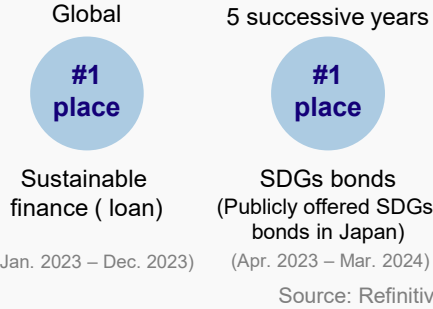 Global
#1
place
Sustainable
finance ( loan)
Jan. 2023 – Dec. 2023)
5 successive years
#1
place
SDGs bonds
(Publicly offered SDGs
bonds in Japan)
(Apr. 2023 – Mar. 2024)
Source: Refinitiv